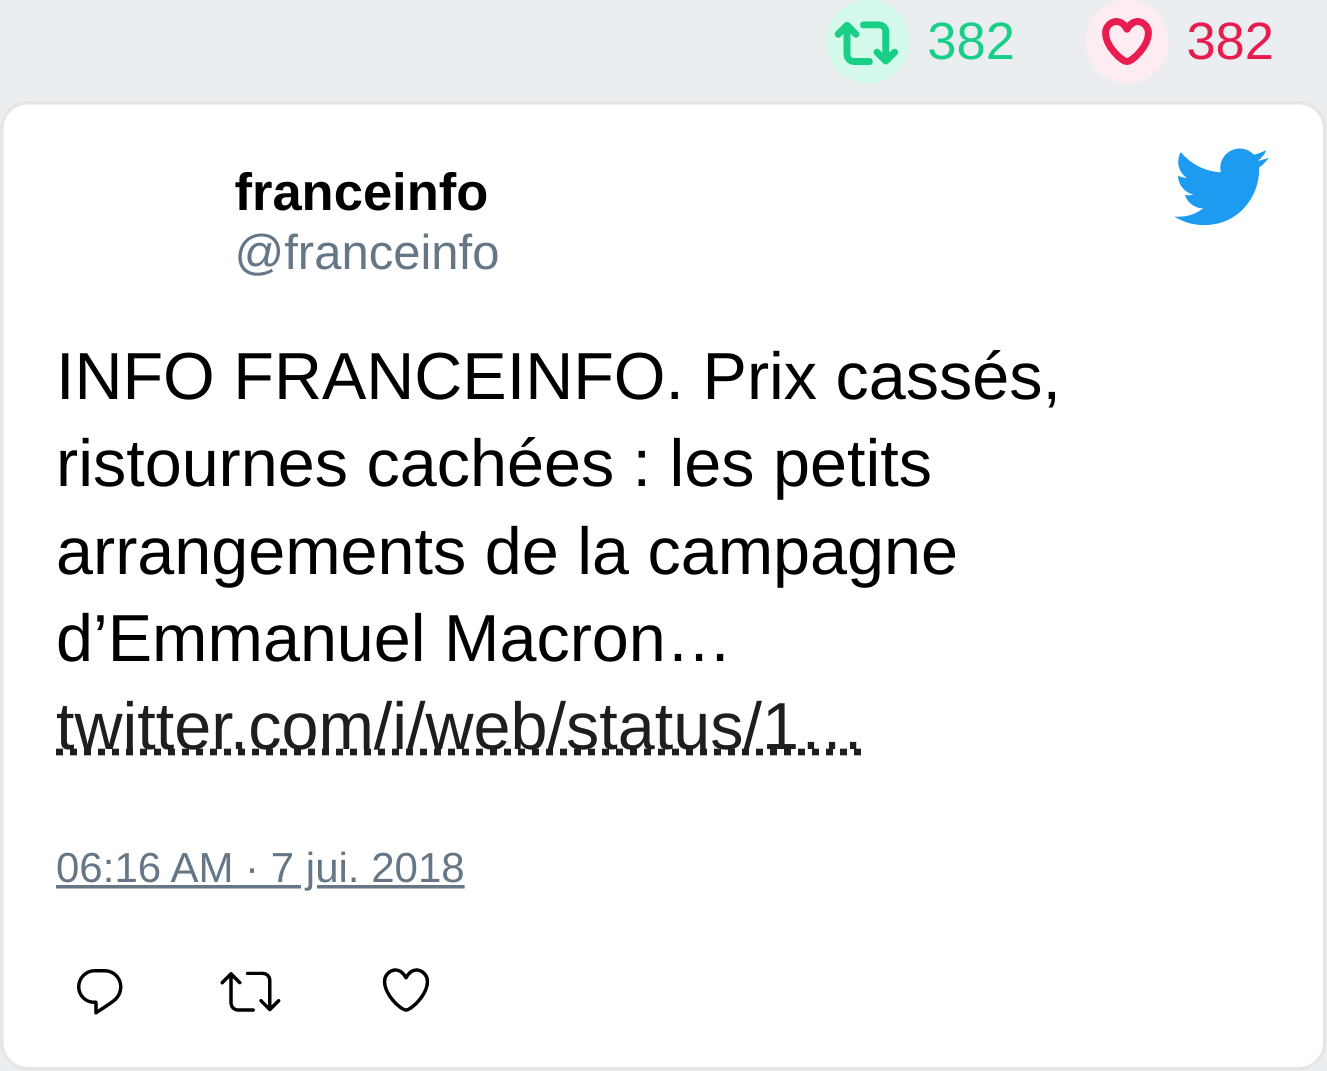 382 382
franceinfo
@franceinfo
INFO FRANCEINFO. Prix cassés,
ristournes cachées : les petits
arrangements de la campagne
d’Emmanuel Macron…
twitter.com/i/web/status/1…
06:16 AM · 7 jui. 2018